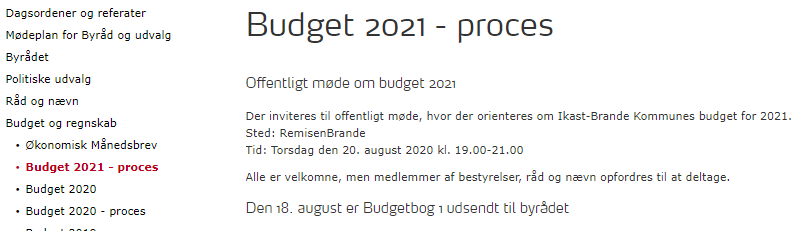 Dagsordener og referater
Mødeplan for Byråd og udvalg
Byrådet
Politiske udvalg
Råd og nævn
Budget og regnskab
• Økonomisk Månedsbrev
• Budget 2021 - proces
• Budget 2020
• Budget 2020 - proces
• Budget 2019
Budget 2021 - proces
Offentligt møde om budget 2021
Der inviteres til offentligt møde, hvor der orienteres om Ikast-Brande Kommunes budget for 2021.
Sted: RemisenBrande
Tid: Torsdag den 20. august 2020 kl. 19.00-21.00
Alle er velkomne, men medlemmer af bestyrelser, råd og nævn opfordres til at deltage.
Den 18. august er Budgetbog 1 udsendt til byrådet